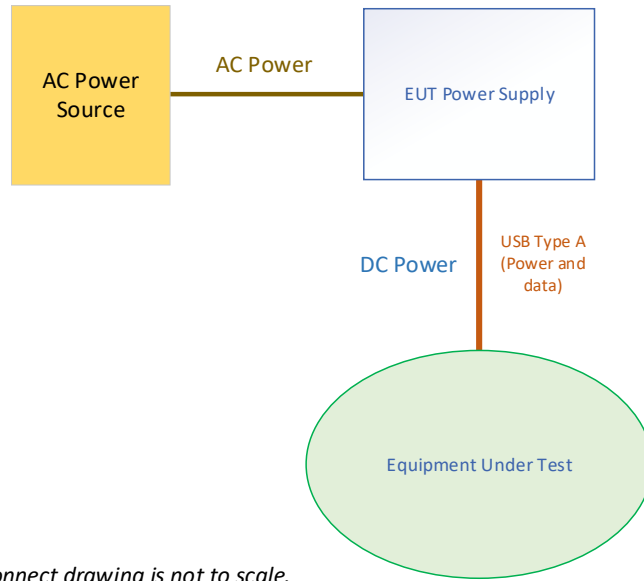 AC Power
Source
AC Power
EUT Power Supply
DC Power
USB Type A
(Power and
data)
Equipment Under Test
drawing is not to scale.